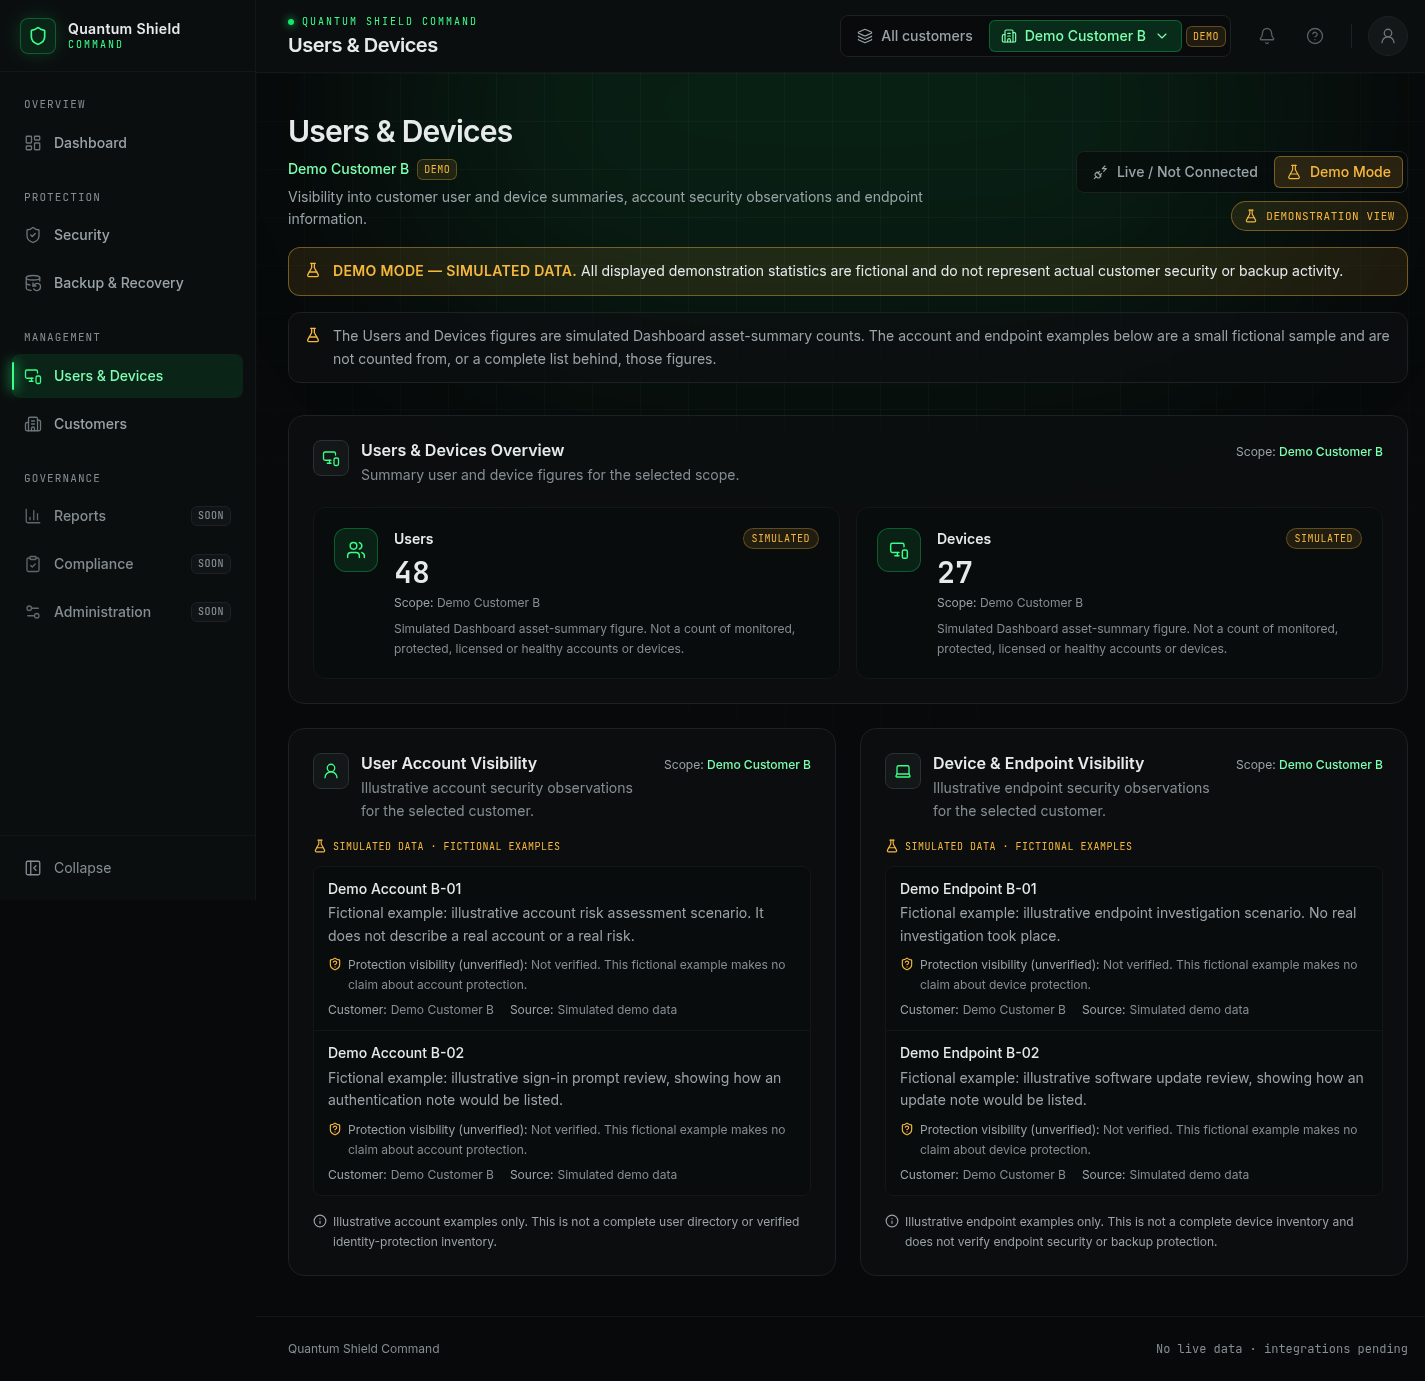 Quantum Shield
COMMAND
OVERVIEW
Dashboard
PROTECTION
Security
Backup & Recovery
MANAGEMENT
Users & Devices
Customers
GOVERNANCE
Reports SOON
Compliance SOON
Administration SOON
Collapse
QUANTUM SHIELD COMMAND
Users & Devices
All customers
Demo Customer B
DEMO
Users & Devices
Demo Customer B DEMO
Visibility into customer user and device summaries, account security observations and endpoint
information.
Live / Not Connected
Demo Mode
DEMONSTRATION VIEW
DEMO MODE — SIMULATED DATA. All displayed demonstration statistics are fictional and do not represent actual customer security or backup activity.
The Users and Devices figures are simulated Dashboard asset-summary counts. The account and endpoint examples below are a small fictional sample and are
not counted from, or a complete list behind, those figures.
Users & Devices Overview
Summary user and device figures for the selected scope.
Scope: Demo Customer B
Users
SIMULATED
48
Scope: Demo Customer B
Simulated Dashboard asset-summary figure. Not a count of monitored,
protected, licensed or healthy accounts or devices.
Devices
SIMULATED
27
Scope: Demo Customer B
Simulated Dashboard asset-summary figure. Not a count of monitored,
protected, licensed or healthy accounts or devices.
User Account Visibility
Scope: Demo Customer B
Illustrative account security observations
for the selected customer.
SIMULATED DATA · FICTIONAL EXAMPLES
Demo Account B-01
Fictional example: illustrative account risk assessment scenario. It
does not describe a real account or a real risk.
Protection visibility (unverified): Not verified. This fictional example makes no
claim about account protection.
Customer: Demo Customer B Source: Simulated demo data
Demo Account B-02
Fictional example: illustrative sign-in prompt review, showing how an
authentication note would be listed.
Protection visibility (unverified): Not verified. This fictional example makes no
claim about account protection.
Customer: Demo Customer B Source: Simulated demo data
Illustrative account examples only. This is not a complete user directory or verified
identity-protection inventory.
Device & Endpoint Visibility
Scope: Demo Customer B
Illustrative endpoint security observations
for the selected customer.
SIMULATED DATA · FICTIONAL EXAMPLES
Demo Endpoint B-01
Fictional example: illustrative endpoint investigation scenario. No real
investigation took place.
Protection visibility (unverified): Not verified. This fictional example makes no
claim about device protection.
Customer: Demo Customer B Source: Simulated demo data
Demo Endpoint B-02
Fictional example: illustrative software update review, showing how an
update note would be listed.
Protection visibility (unverified): Not verified. This fictional example makes no
claim about device protection.
Customer: Demo Customer B Source: Simulated demo data
Illustrative endpoint examples only. This is not a complete device inventory and
does not verify endpoint security or backup protection.
Quantum Shield Command
No live data · integrations pending